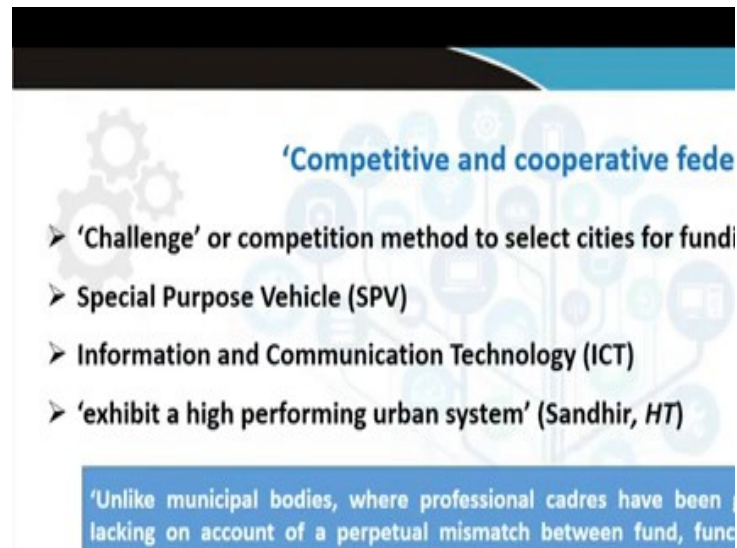 ‘Competitive and cooperative fede
➢ ‘Challenge’ or competition method to select cities for fundi
➢ Special Purpose Vehicle (SPV)
➢ Information and Communication Technology (ICT)
➢ ‘exhibit a high performing urban system’ (Sandhir, HT)
‘Unlike municipal bodies, where professional cadres have been g
lacking on account of a perpetual mismatch between fund, func